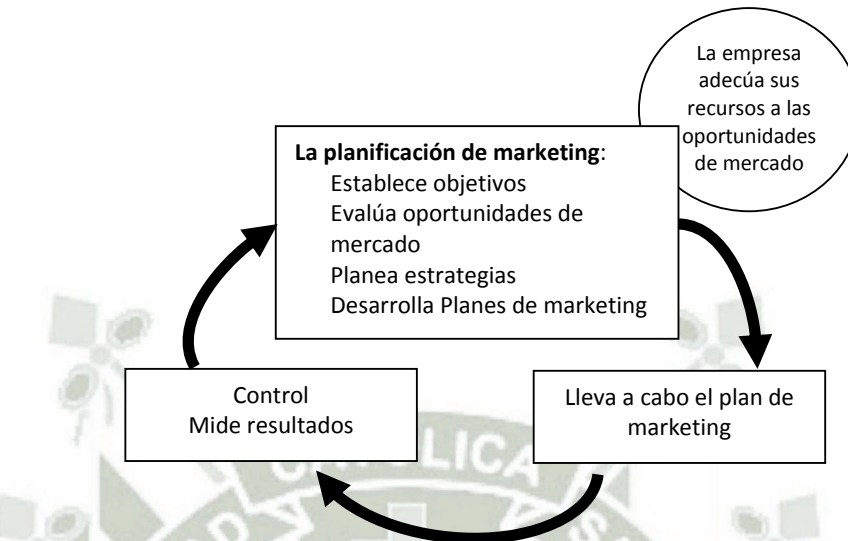 La empresa
adecúa sus
recursos a las
oportunidades
de mercado
La planificación de marketing:
Establece objetivos
Evalúa oportunidades de
mercado
Planea estrategias
Desarrolla Planes de marketing
Control
Mide resultados
Lleva a cabo el plan de
marketing